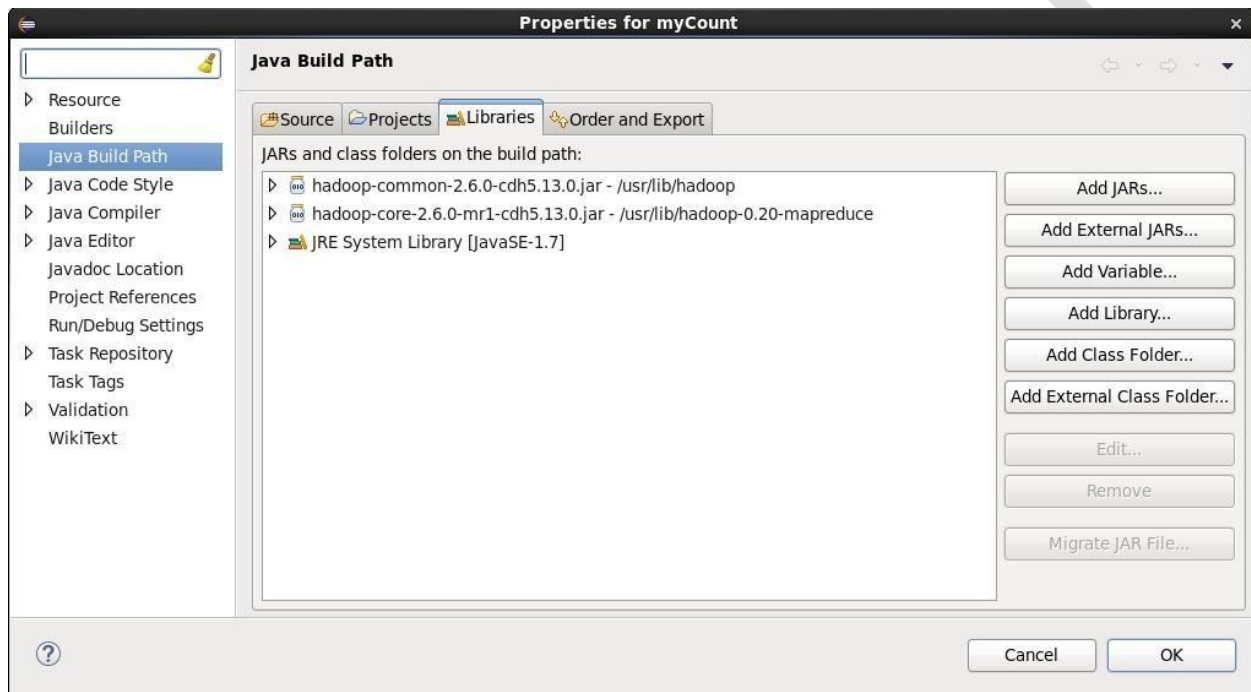 Properties for myCount
Java Build Path
Resource
Builders
Java Build Path
Java Code Style
Java Compiler
Java Editor
Javadoc Location
Project References
Run/Debug Settings
Task Repository
Task Tags
Validation
WikiText
Source Projects Libraries Order and Export
JARs and class folders on the build path:
hadoop-common-2.6.0-cdh5.13.0.jar - /usr/lib/hadoop
hadoop-core-2.6.0-mr1-cdh5.13.0.jar - /usr/lib/hadoop-0.20-mapreduce
JRE System Library [JavaSE-1.7]
Add JARs...
Add External JARs...
Add Variable...
Add Library...
Add Class Folder...
Add External Class Folder...
Edit...
Remove
Migrate JAR File...
Cancel OK